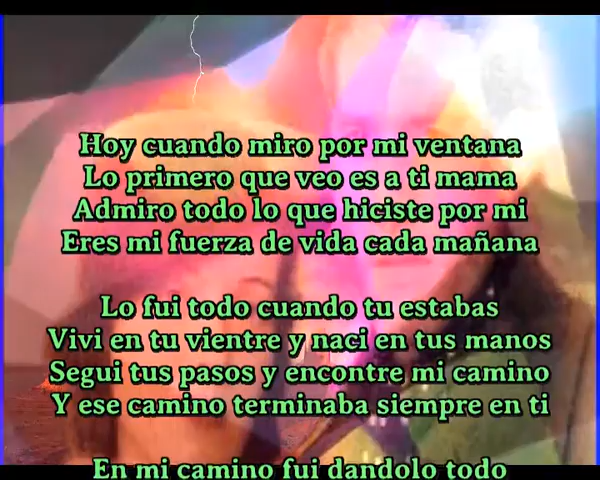 Hoy cuando miro por mi ventana
Lo primero que veo es a ti mama
Admiro todo lo que hiciste por mi
Eres mi fuerza de vida cada mañana
Lo fui todo cuando tu estabas
Vivi en tu vientre y naci en tus manos
Segui tus pasos y encontre mi camino
Y ese camino terminaba siempre en ti
En mi camino fui dandolo todo